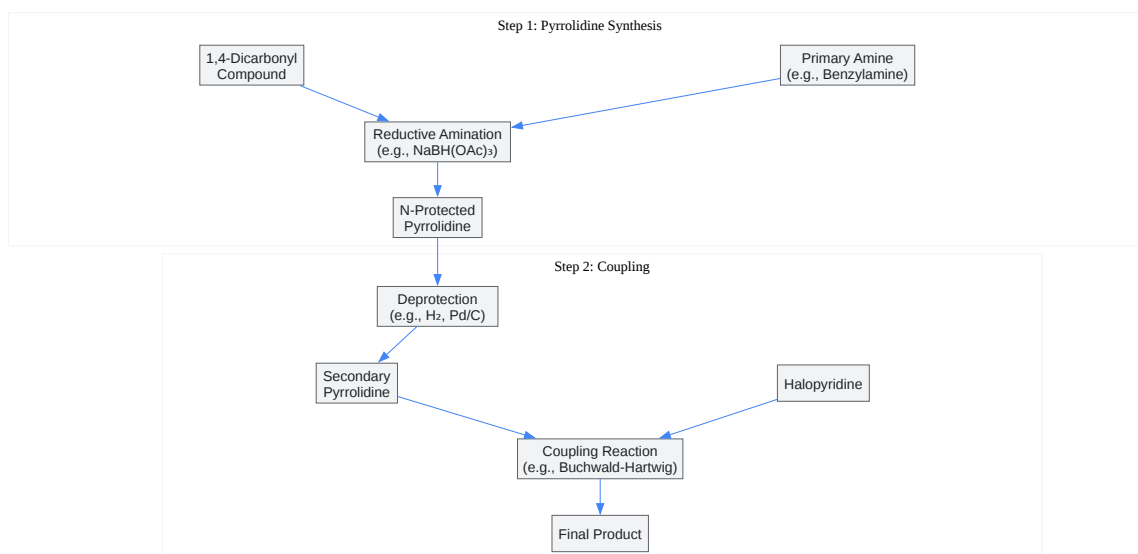 Step 1: Pyrrolidine Synthesis
1,4-Dicarbonyl
Compound
Primary Amine
(e.g., Benzylamine)
Reductive Amination
(e.g., NaBH(OAc)₃)
N-Protected
Pyrrolidine
Step 2: Coupling
Deprotection
(e.g., H₂, Pd/C)
Secondary
Pyrrolidine
Halopyridine
Coupling Reaction
(e.g., Buchwald-Hartwig)
Final Product